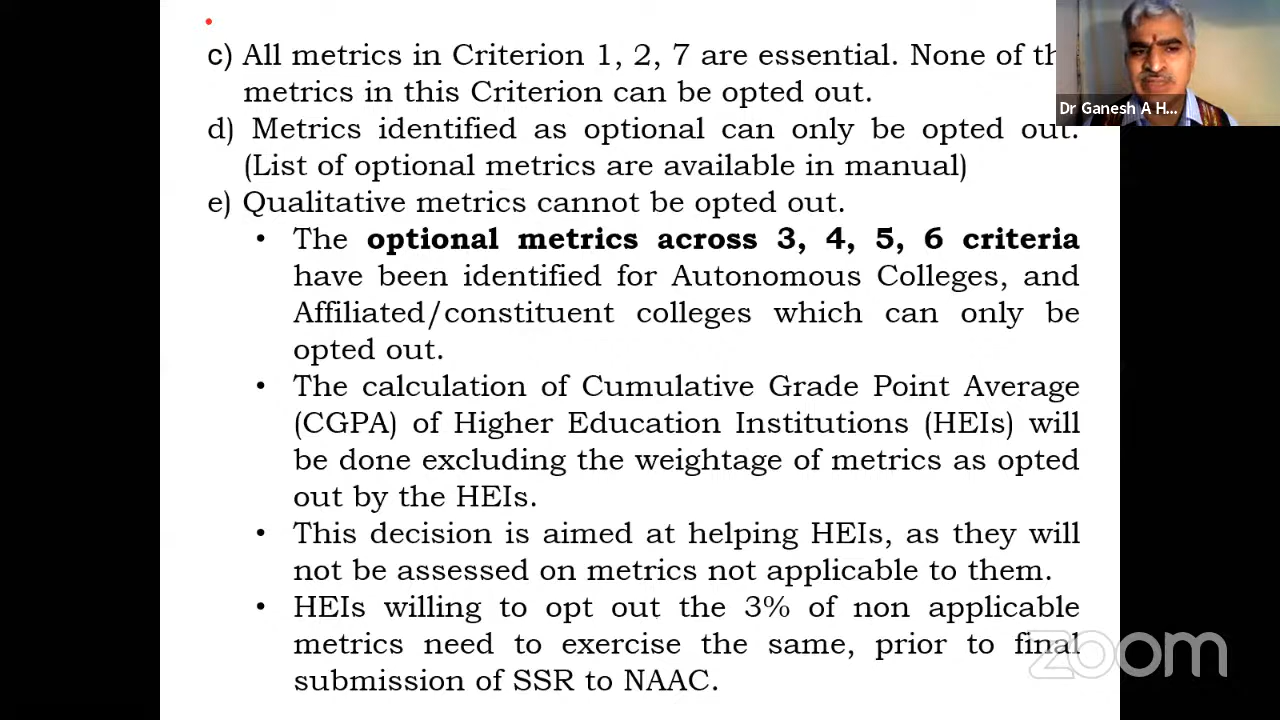 c) All metrics in Criterion 1, 2, 7 are essential. None of th
metrics in this Criterion can be opted out.
d) Metrics identified as optional can only be opted out.
(List of optional metrics are available in manual)
e) Qualitative metrics cannot be opted out.
• The optional metrics across 3, 4, 5, 6 criteria
have been identified for Autonomous Colleges, and
Affiliated/constituent colleges which can only be
opted out.
• The calculation of Cumulative Grade Point Average
(CGPA) of Higher Education Institutions (HEIs) will
be done excluding the weightage of metrics as opted
out by the HEIs.
• This decision is aimed at helping HEIs, as they will
not be assessed on metrics not applicable to them.
• HEIs willing to opt out the 3% of non applicable
metrics need to exercise the same, prior to final
submission of SSR to NAAC.
Dr Ganesh A H...
zoom